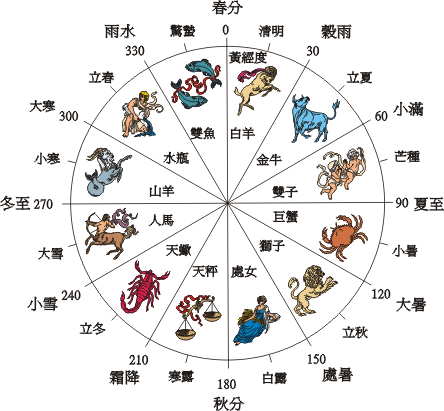 春分
雨水
驚蟄
0
清明
穀雨
330
黃經度
30
立春
立夏
大寒
300
雙魚
白羊
60
小滿
小寒
水瓶
金牛
芒種
山羊
雙子
冬至
270
90
夏至
人馬
巨蟹
大雪
天蠍
獅子
小暑
小雪
240
天秤
處女
120
大暑
立冬
立秋
210
150
霜降
寒露
180
白露
處暑
秋分